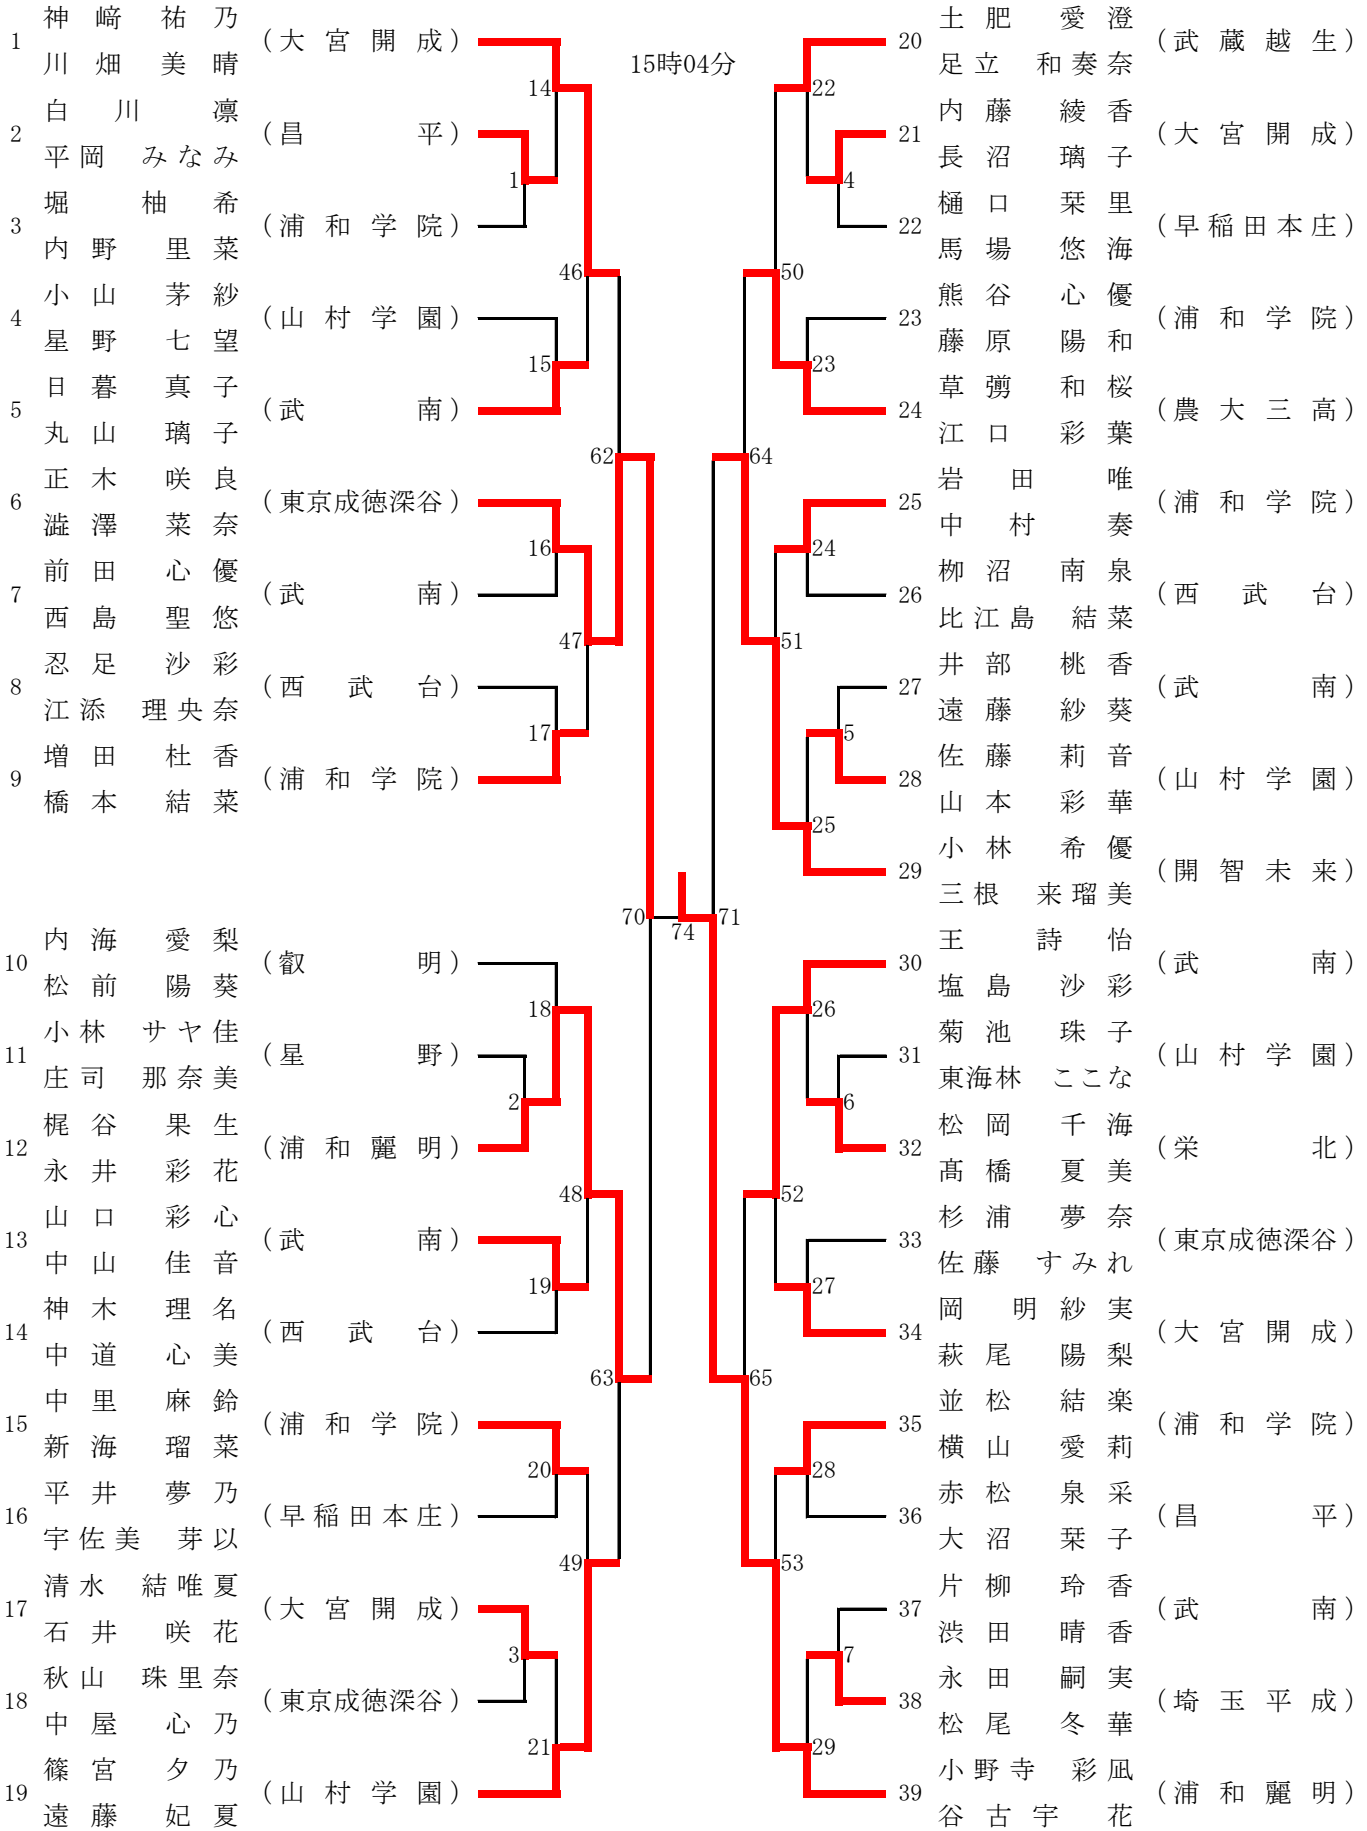 15時04分
1 神﨑 祐乃 川畑 美晴 (大宮開成)
2 白川 凛 平岡 みなみ (昌平)
3 堀 柚希 内野 里菜 (浦和学院)
4 小山 茅紗 星野 七望 (山村学園)
5 日暮 真子 丸山 璃子 (武南)
6 正木 咲良 澁澤 菜奈 (東京成徳深谷)
7 前田 心優 西島 聖悠 (武南)
8 忍足 沙彩 江添 理央奈 (西武台)
9 増田 杜香 橋本 結菜 (浦和学院)
10 内海 愛梨 松前 陽葵 (叡明)
11 小林 サヤ佳 庄司 那奈美 (星野)
12 梶谷 果生 永井 彩花 (浦和麗明)
13 山口 彩心 中山 佳音 (武南)
14 神木 理名 中道 心美 (西武台)
15 中里 麻鈴 新海 瑠菜 (浦和学院)
16 平井 夢乃 宇佐美 芽以 (早稲田本庄)
17 清水 結唯夏 石井 咲花 (大宮開成)
18 秋山 珠里奈 中屋 心乃 (東京成徳深谷)
19 篠宮 夕乃 遠藤 妃夏 (山村学園)
14
1
46
15
62
16
47
17
70
18
2
48
19
63
20
49
3
21
74
71
22
4
50
23
64
24
51
5
25
26
6
52
27
65
28
53
7
29
20 土肥 愛澄 足立 和奏奈 (武蔵越生)
21 内藤 綾香 長沼 璃子 (大宮開成)
22 樋口 栞里 馬場 悠海 (早稲田本庄)
23 熊谷 心優 藤原 陽和 (浦和学院)
24 草彅 和桜 江口 彩葉 (農大三高)
25 岩田 唯 中村 奏 (浦和学院)
26 栁沼 南泉 比江島 結菜 (西武台)
27 井部 桃香 遠藤 紗葵 (武南)
28 佐藤 莉音 山本 彩華 (山村学園)
29 小林 希優 三根 来瑠美 (開智未来)
30 王 詩怡 塩島 沙彩 (武南)
31 菊池 珠子 東海林 ここな (山村学園)
32 松岡 千海 髙橋 夏美 (栄北)
33 杉浦 夢奈 佐藤 すみれ (東京成徳深谷)
34 岡 明紗実 萩尾 陽梨 (大宮開成)
35 並松 結楽 横山 愛莉 (浦和学院)
36 赤松 泉采 大沼 栞子 (昌平)
37 片柳 玲香 渋田 晴香 (武南)
38 永田 嗣実 松尾 冬華 (埼玉平成)
39 小野寺 彩凪 谷古宇 花 (浦和麗明)